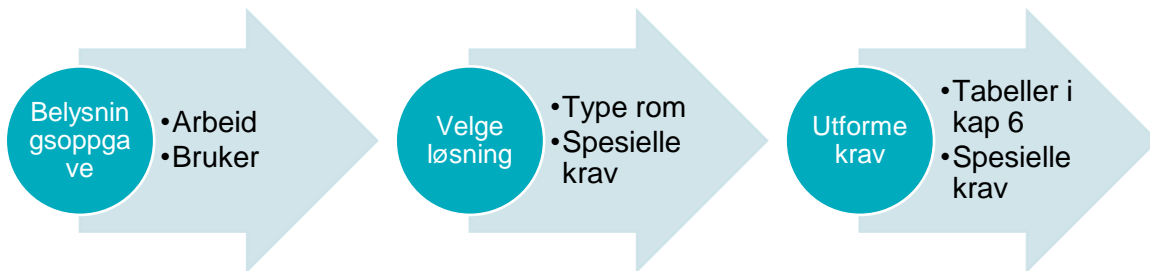 Belysnin
gsoppga
ve
•Arbeid
•Bruker
Velge
løsning
•Type rom
•Spesielle
krav
Utforme
krav
•Tabeller i
kap 6
•Spesielle
krav